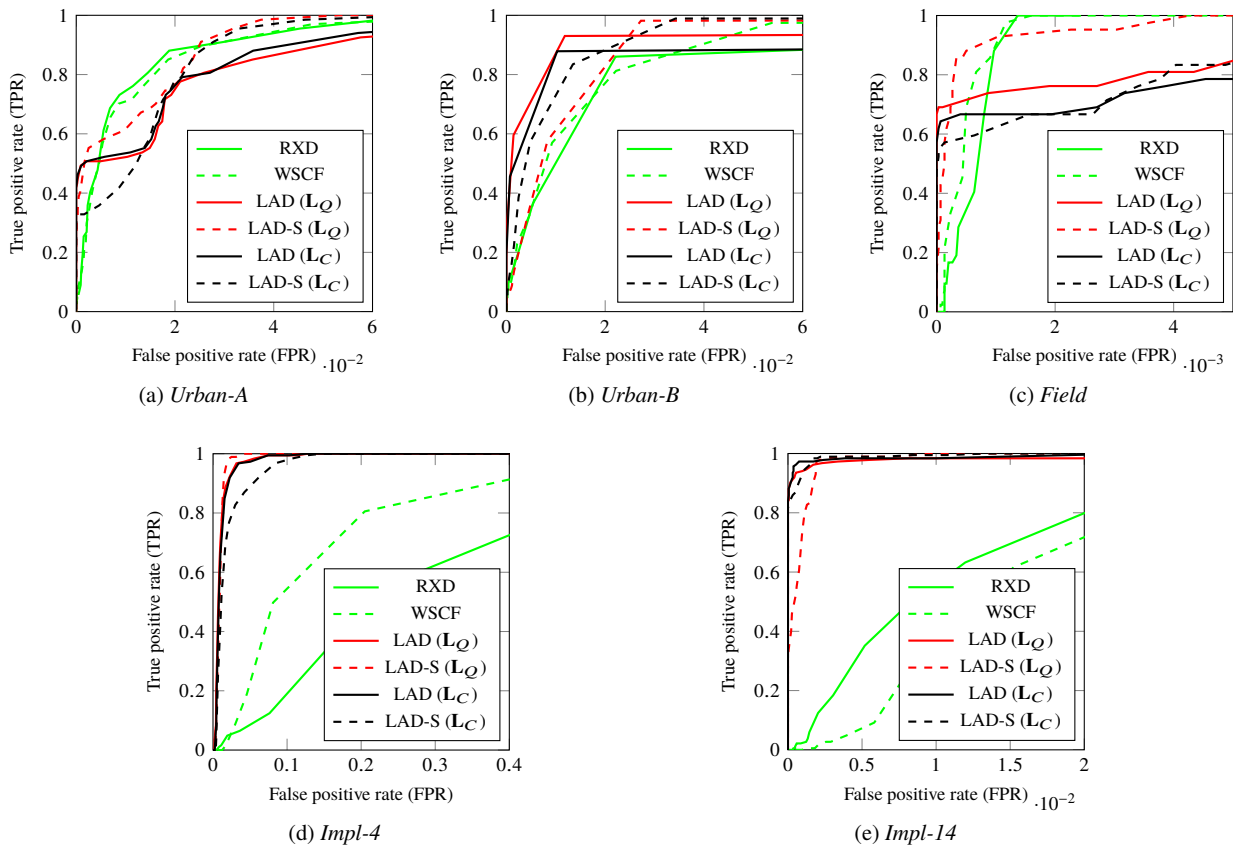 1
0.8
0.6
0.4
0.2
0
0 2 4 6
True positive rate (TPR)
False positive rate (FPR) ·10⁻²
RXD
WSCF
LAD (L_Q)
LAD-S (L_Q)
LAD (L_C)
LAD-S (L_C)
(a) Urban-A
1
0.8
0.6
0.4
0.2
0
0 2 4 6
True positive rate (TPR)
False positive rate (FPR) ·10⁻²
RXD
WSCF
LAD (L_Q)
LAD-S (L_Q)
LAD (L_C)
LAD-S (L_C)
(b) Urban-B
1
0.8
0.6
0.4
0.2
0
0 2 4
True positive rate (TPR)
False positive rate (FPR) ·10⁻³
RXD
WSCF
LAD (L_Q)
LAD-S (L_Q)
LAD (L_C)
LAD-S (L_C)
(c) Field
1
0.8
0.6
0.4
0.2
0
0 0.1 0.2 0.3 0.4
True positive rate (TPR)
False positive rate (FPR)
RXD
WSCF
LAD (L_Q)
LAD-S (L_Q)
LAD (L_C)
LAD-S (L_C)
(d) Impl-4
1
0.8
0.6
0.4
0.2
0
0 0.5 1 1.5 2
True positive rate (TPR)
False positive rate (FPR) ·10⁻²
RXD
WSCF
LAD (L_Q)
LAD-S (L_Q)
LAD (L_C)
LAD-S (L_C)
(e) Impl-14